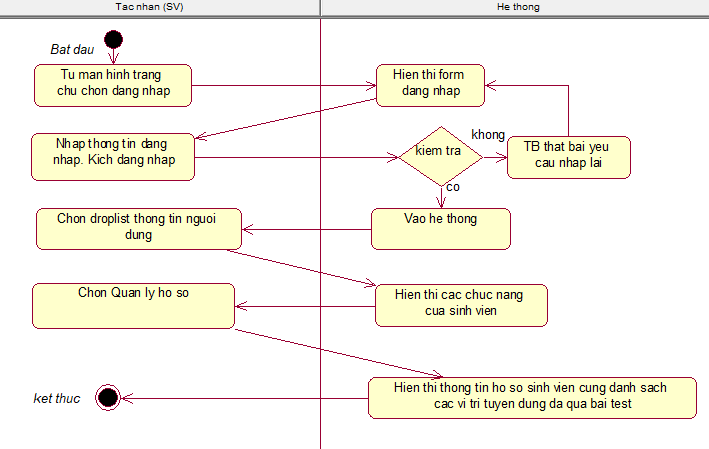 Tac nhan (SV)
He thong
Bat dau
Tu man hinh trang
chu chon dang nhap
Hien thi form
dang nhap
Nhap thong tin dang
nhap. Kich dang nhap
kiem tra
khong
TB that bai yeu
cau nhap lai
co
Chon droplist thong tin nguoi
dung
Vao he thong
Chon Quan ly ho so
Hien thi cac chuc nang
cua sinh vien
ket thuc
Hien thi thong tin ho so sinh vien cung danh sach
cac vi tri tuyen dung da qua bai test